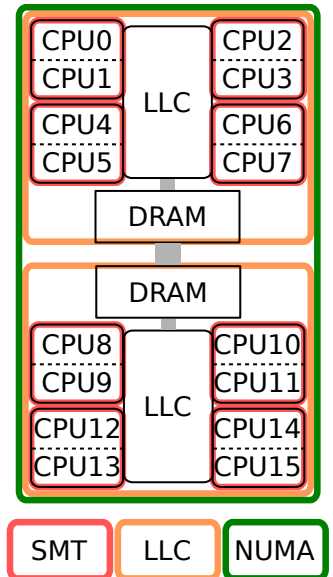 CPU0
CPU1
CPU2
CPU3
LLC
CPU4
CPU5
CPU6
CPU7
DRAM
DRAM
CPU8
CPU9
CPU10
CPU11
LLC
CPU12
CPU13
CPU14
CPU15
SMT
LLC
NUMA